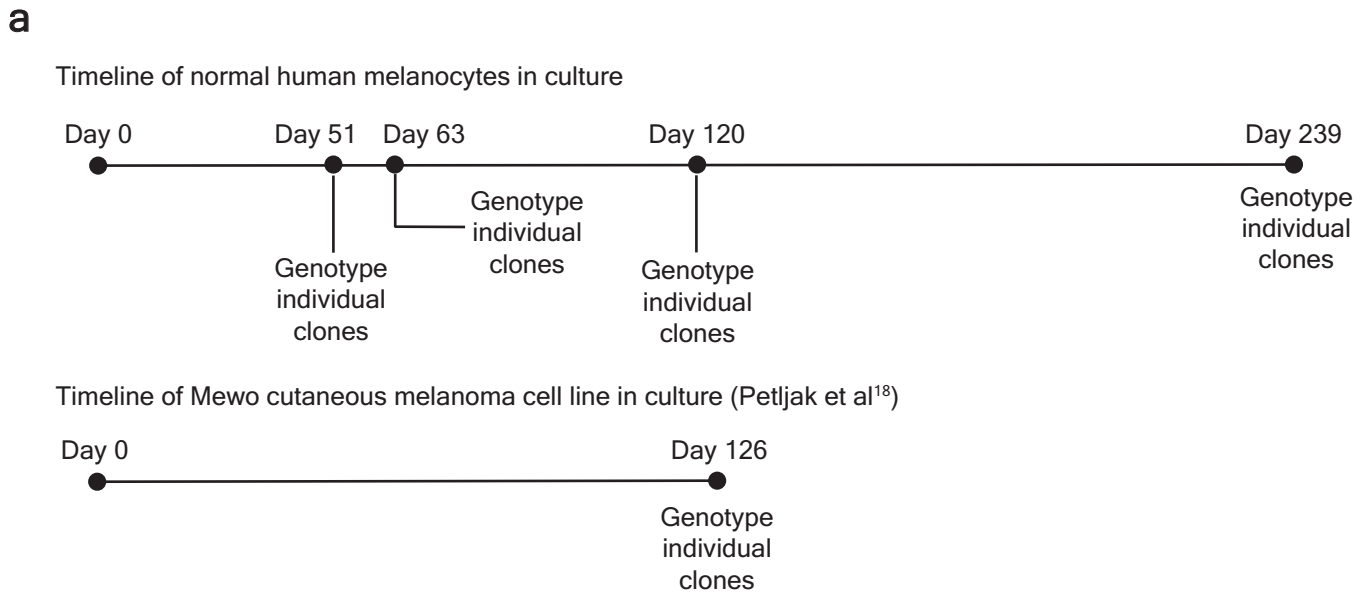 a
Timeline of normal human melanocytes in culture
Day 0
Day 51
Day 63
Day 120
Day 239
Genotype
individual
clones
Genotype
individual
clones
Genotype
individual
clones
Genotype
individual
clones
Timeline of Mewo cutaneous melanoma cell line in culture (Petljak et al¹⁸)
Day 0
Day 126
Genotype
individual
clones